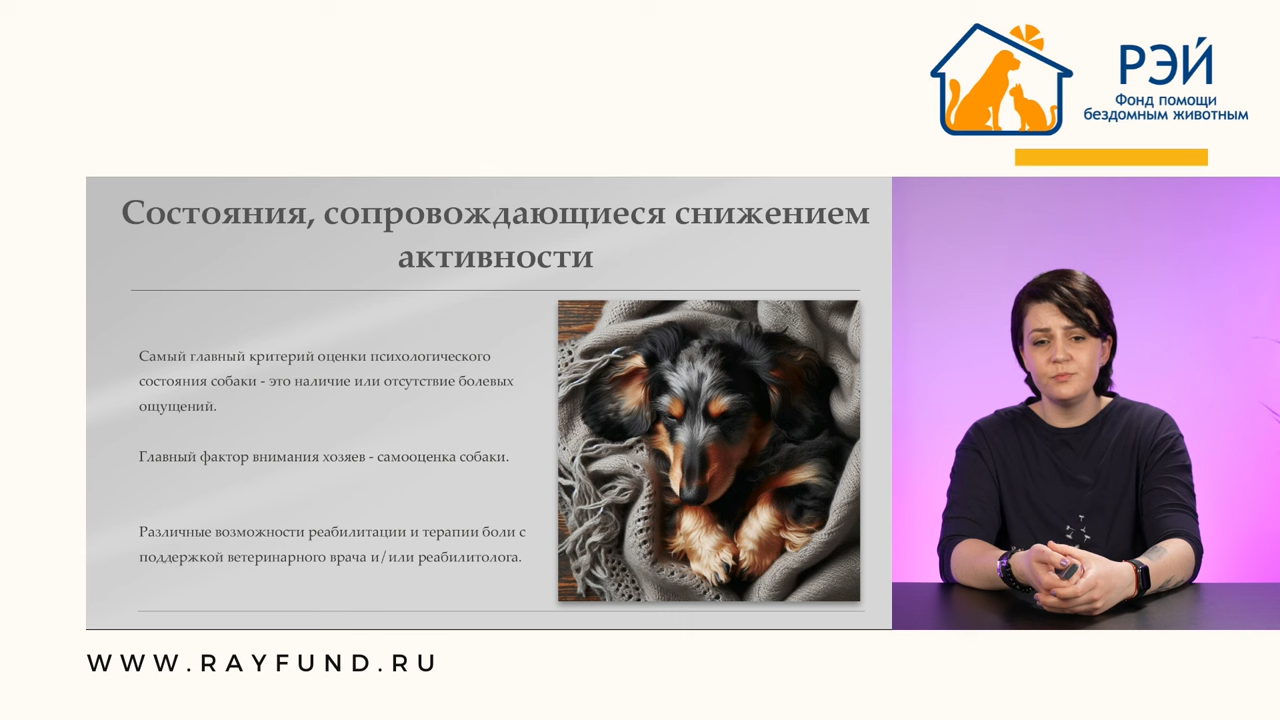 РЭЙ
Фонд помощи
бездомным животным
Состояния, сопровождающиеся снижением
активности
Самый главный критерий оценки психологического
состояния собаки - это наличие или отсутствие болевых
ощущений.
Главный фактор внимания хозяев - самооценка собаки.
Различные возможности реабилитации и терапии боли с
поддержкой ветеринарного врача и/или реабилитолога.
WWW.RAYFUND.RU